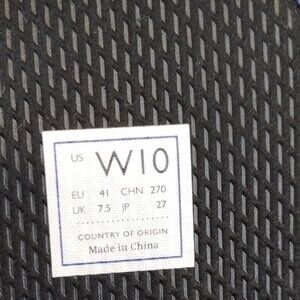 US W10
EU 41 CHN 270
UK 7.5 JP 27
COUNTRY OF ORIGIN
Made in China